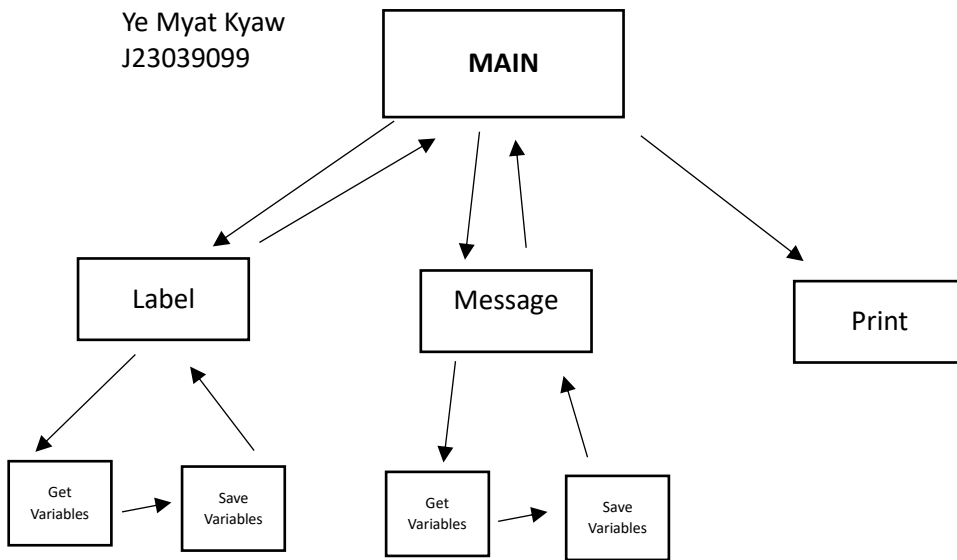 Ye Myat Kyaw
J23039099
MAIN
Label
Message
Print
Get
Variables
Save
Variables
Get
Variables
Save
Variables